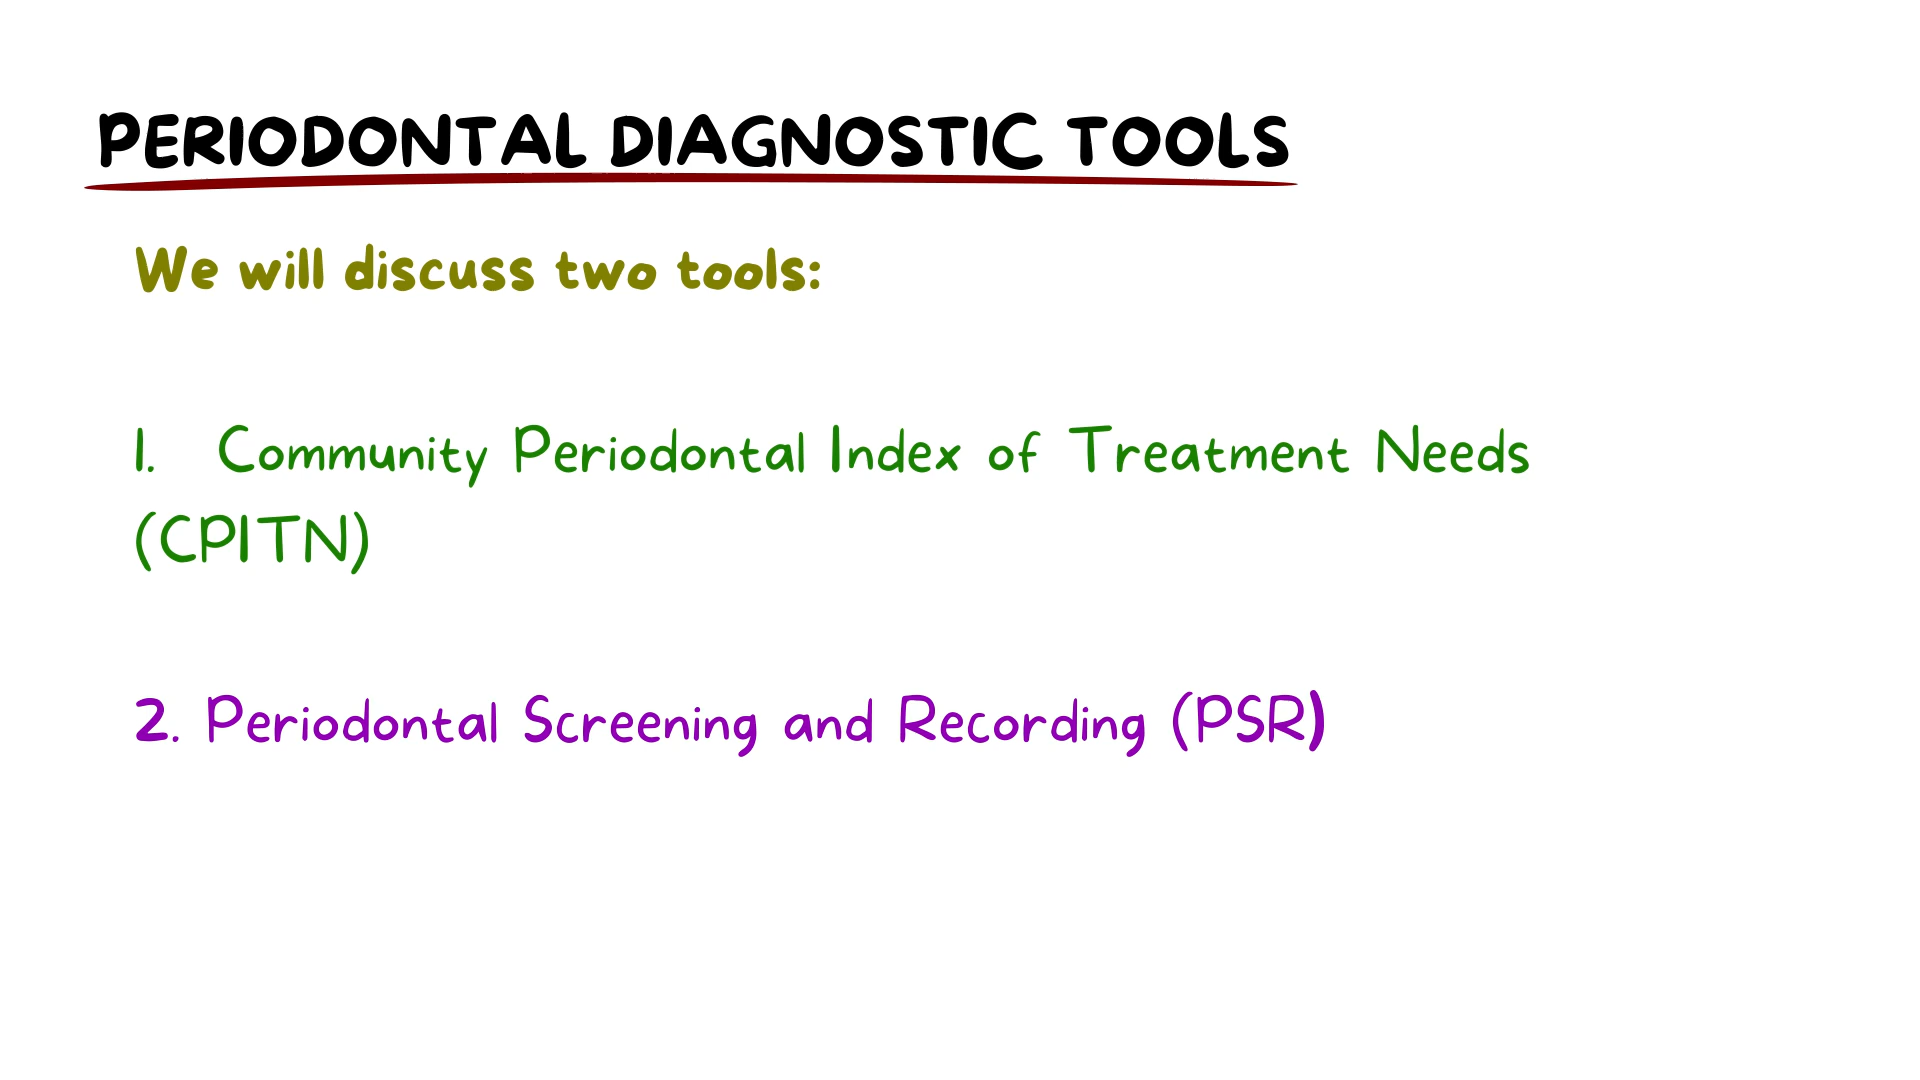 PERIODONTAL DIAGNOSTIC TOOLS
We will discuss two tools:
1. Community Periodontal Index of Treatment Needs
(CPITN)
2. Periodontal Screening and Recording (PSR)